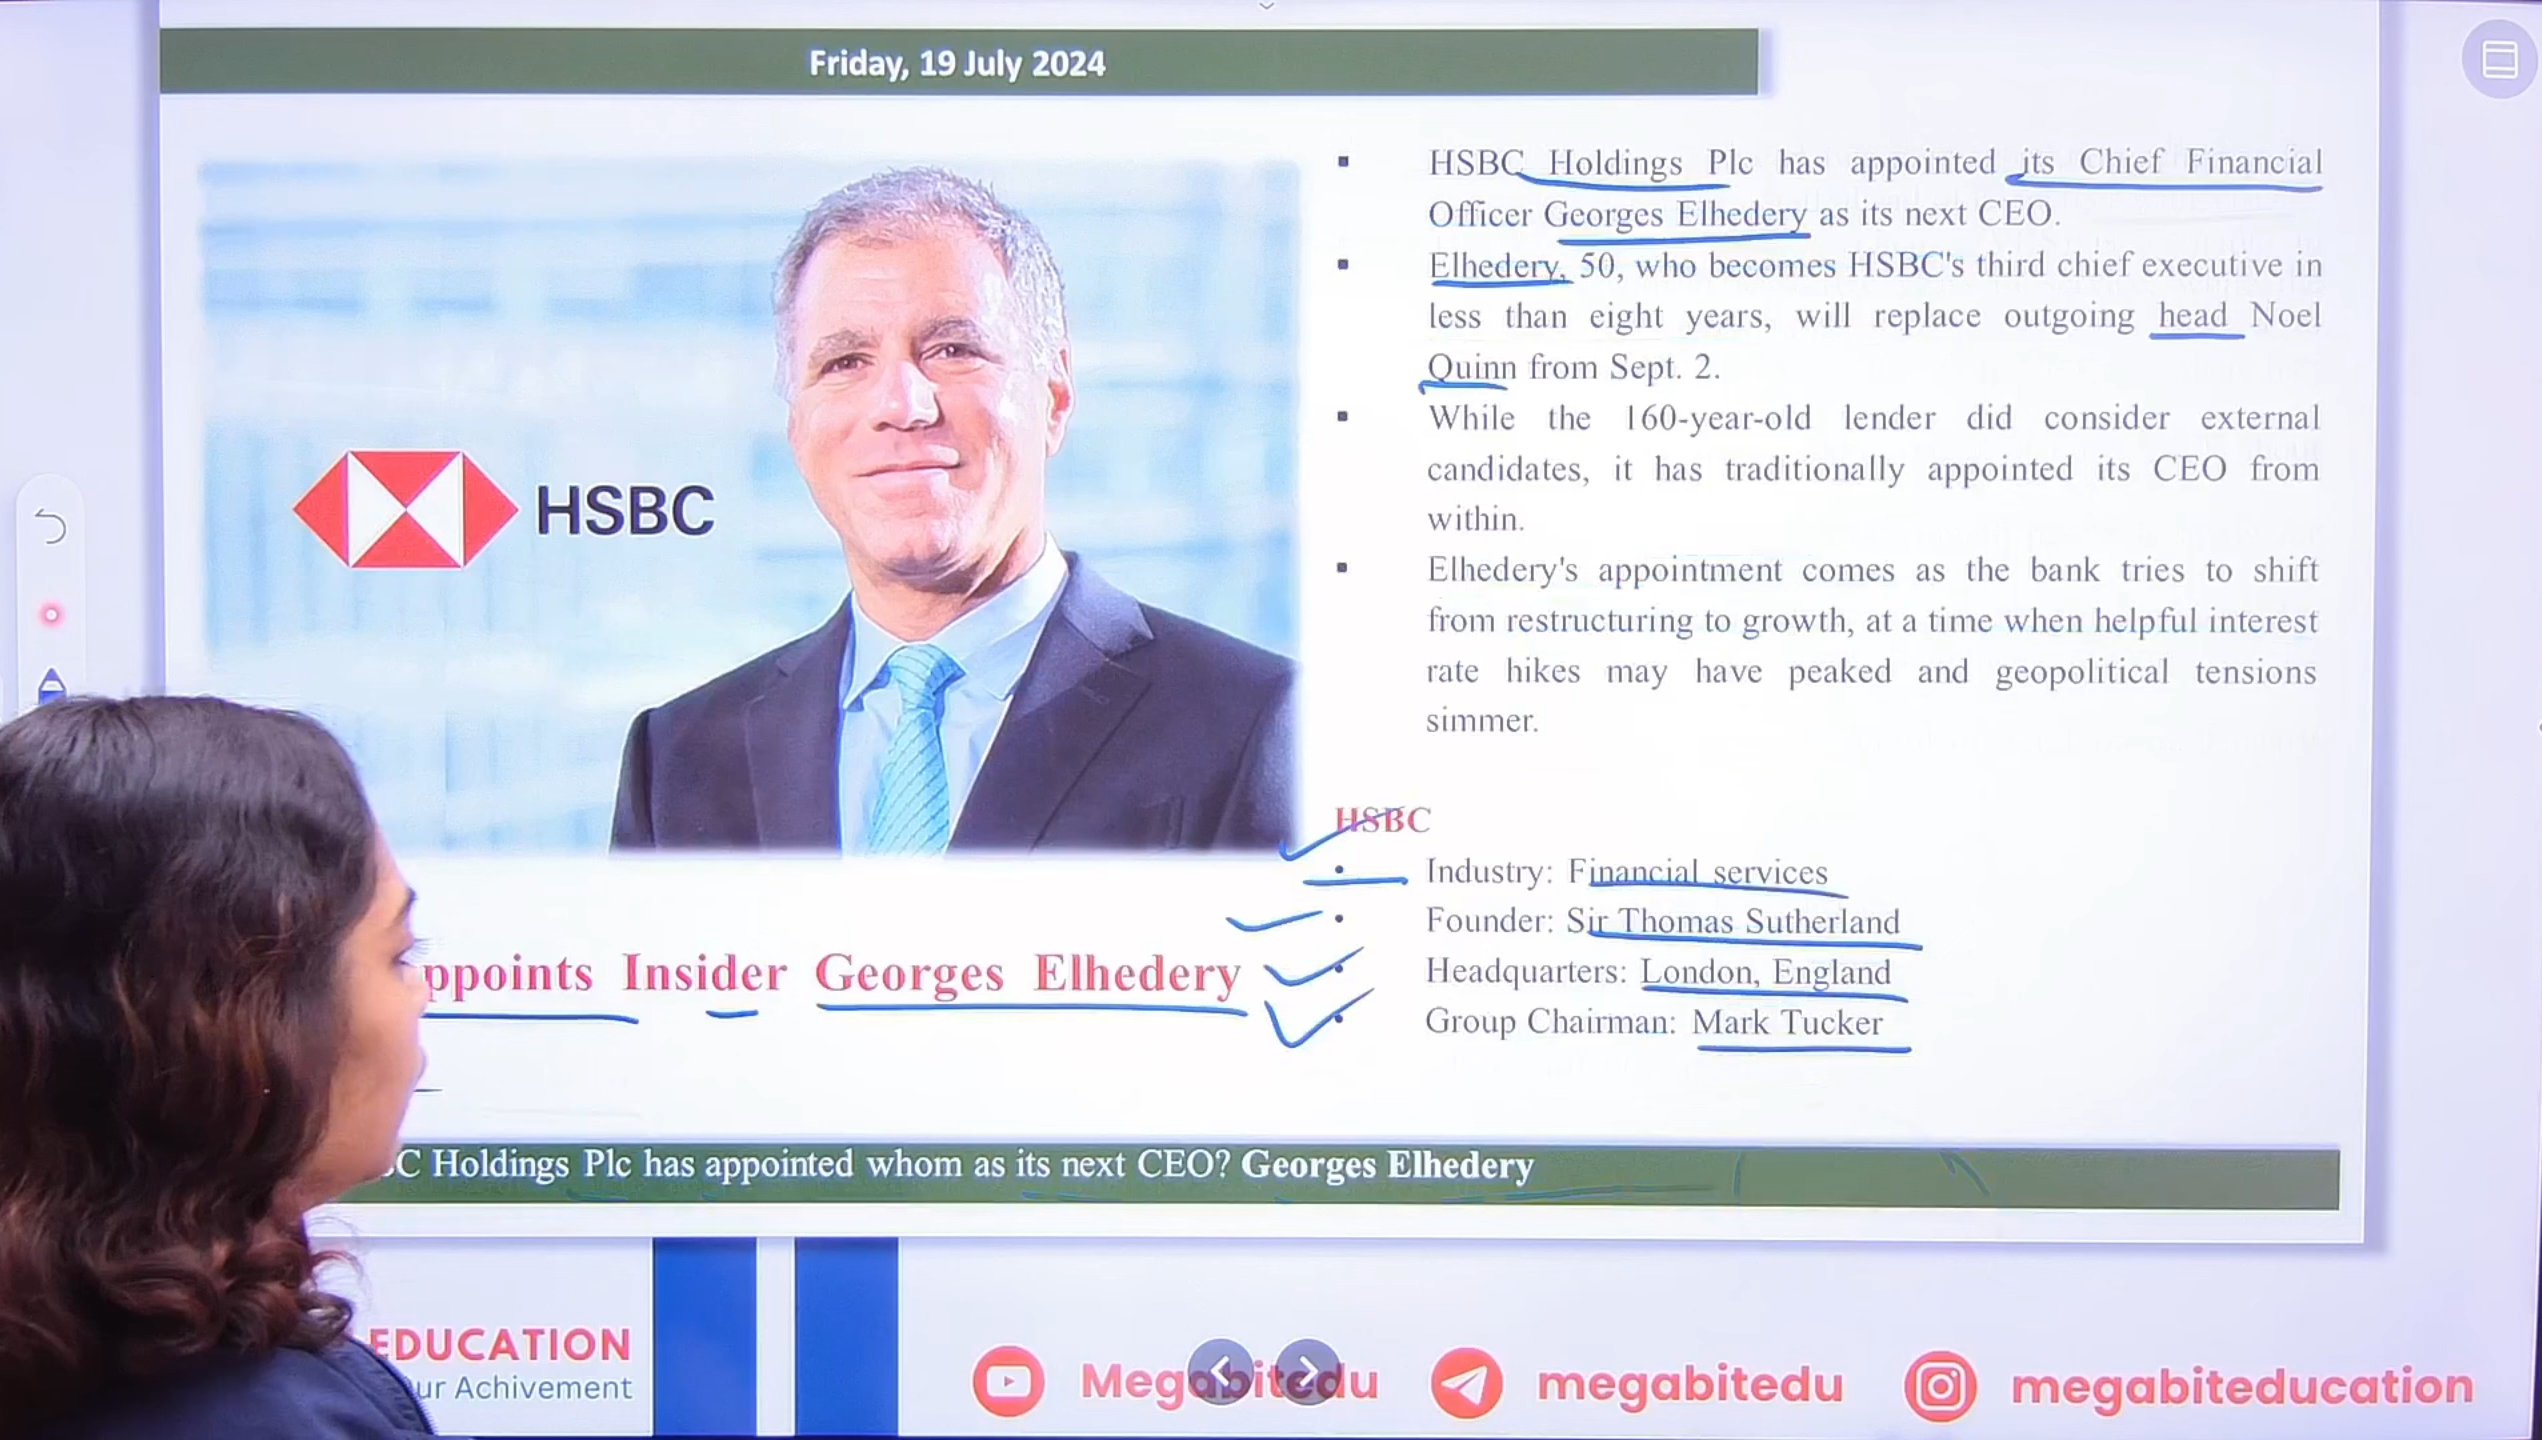 Friday, 19 July 2024
HSBC
HSBC Holdings Plc has appointed its Chief Financial
Officer Georges Elhedery as its next CEO.
Elhedery, 50, who becomes HSBC's third chief executive in
less than eight years, will replace outgoing head Noel
Quinn from Sept. 2.
While the 160-year-old lender did consider external
candidates, it has traditionally appointed its CEO from
within.
Elhedery's appointment comes as the bank tries to shift
from restructuring to growth, at a time when helpful interest
rate hikes may have peaked and geopolitical tensions
simmer.
HSBC
Industry: Financial services
Founder: Sir Thomas Sutherland
Headquarters: London, England
Group Chairman: Mark Tucker
ppoints Insider Georges Elhedery
C Holdings Plc has appointed whom as its next CEO? Georges Elhedery
EDUCATION
ur Achivement
Megabitedu
megabitedu
megabiteducation